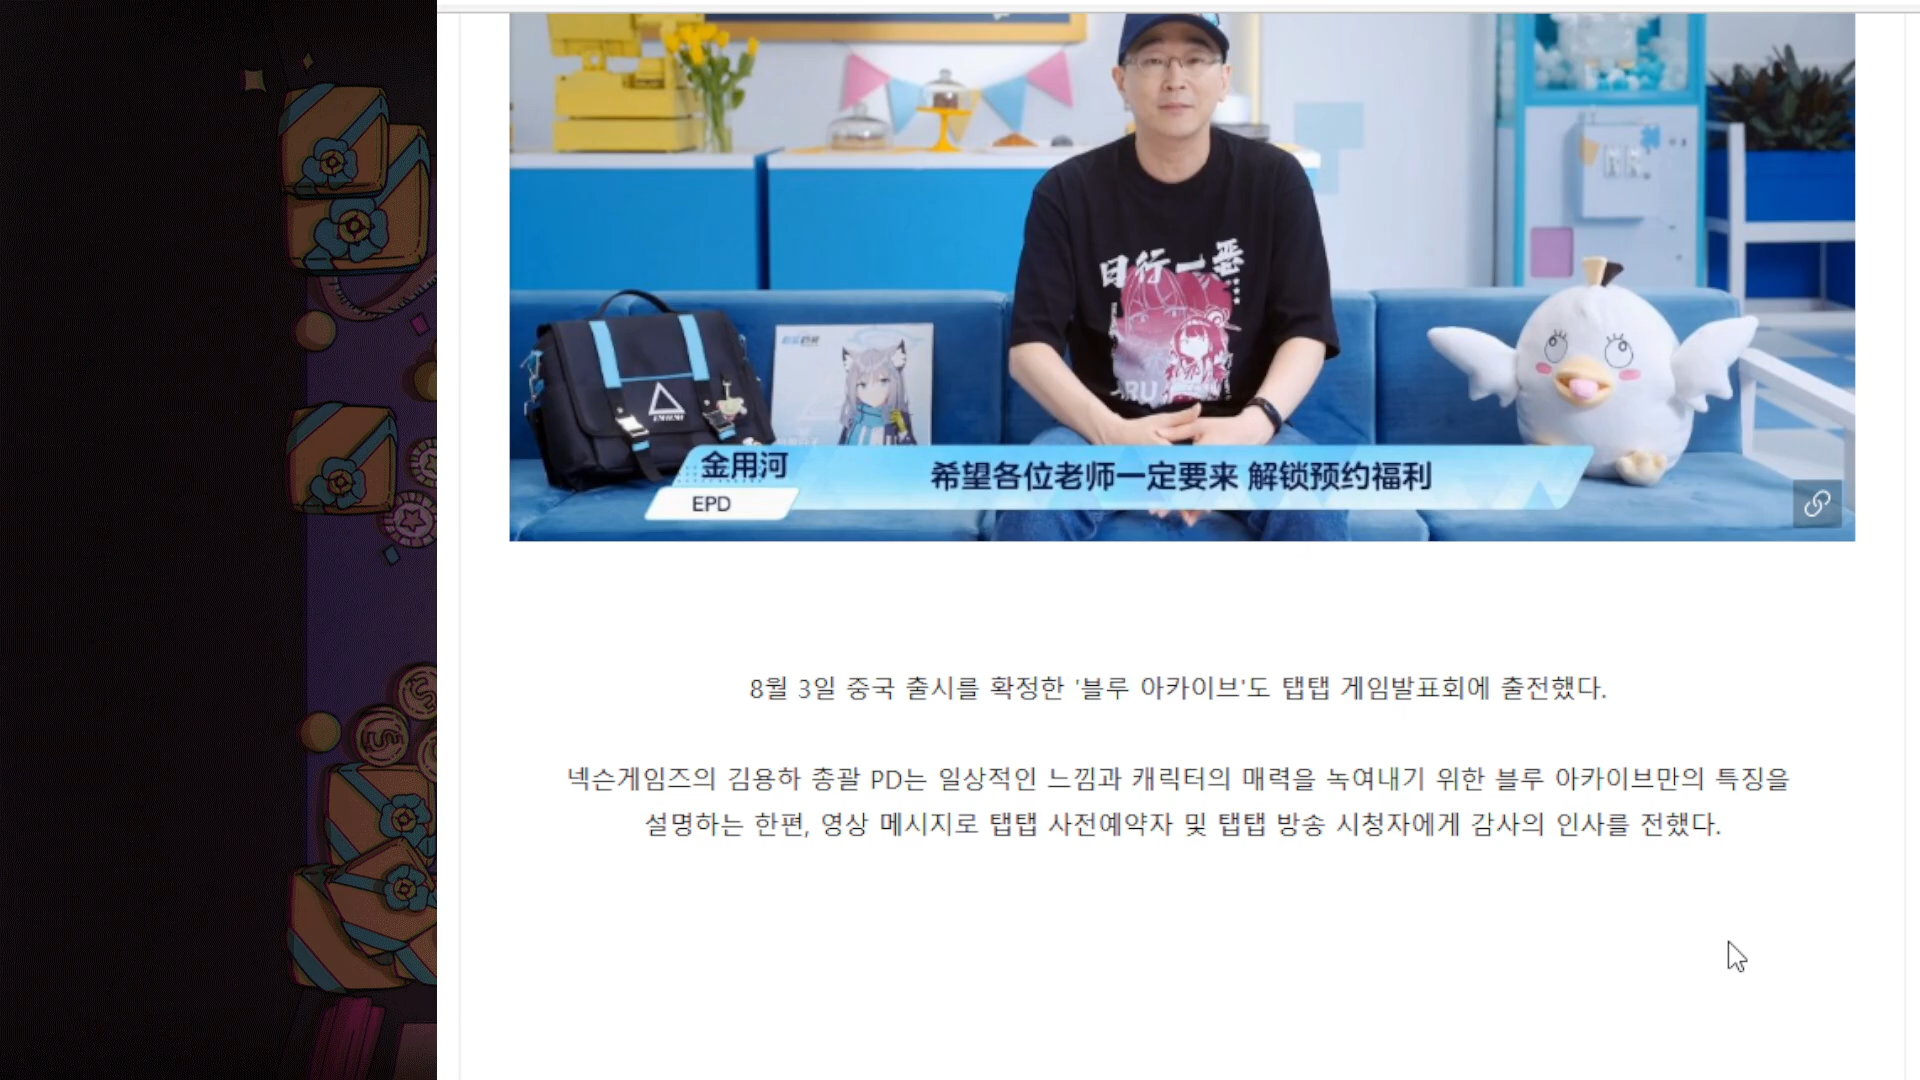 日行一恶
金用河
希望各位老师一定要来 解锁预约福利
EPD
8월 3일 중국 출시를 확정한 '블루 아카이브'도 탭탭 게임발표회에 출전했다.
넥슨게임즈의 김용하 총괄 PD는 일상적인 느낌과 캐릭터의 매력을 녹여내기 위한 블루 아카이브만의 특징을
설명하는 한편, 영상 메시지로 탭탭 사전예약자 및 탭탭 방송 시청자에게 감사의 인사를 전했다.